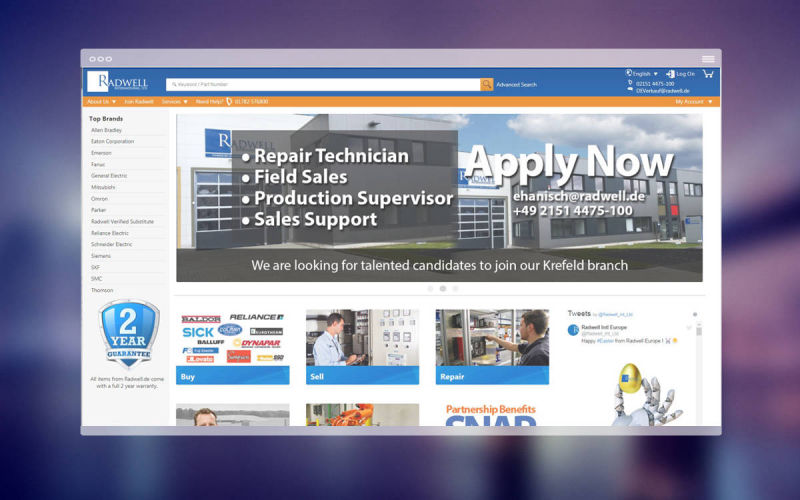 RADWELL
INTERNATIONAL, LTD
Keyword / Part Number
Advanced Search
English
Log On
02151 4475-100
DEVerkauf@radwell.de
About Us
Join Radwell
Services
Need Help?
01782 576800
My Account
Top Brands
Allen Bradley
Eaton Corporation
Emerson
Fanuc
General Electric
Mitsubishi
Omron
Parker
Radwell Verified Substitute
Reliance Electric
Schneider Electric
Siemens
SKF
SMC
Thomson
2
YEAR
GUARANTEE
All items from Radwell.de come
with a full 2 year warranty.
RADWELL
• Repair Technician
• Field Sales
• Production Supervisor
• Sales Support
Apply Now
ehanisch@radwell.de
+49 2151 4475-100
We are looking for talented candidates to join our Krefeld branch
BALDOR
RELIANCE
SICK
EUROTHERM
BALLUFF
DYNAPAR
Lovato
Buy
Sell
Repair
Partnership Benefits
SNAP
Tweets by @Radwell_Int_Ltd
Radwell Intl Europe
@Radwell_Int_Ltd
Happy #Easter from Radwell Europe !